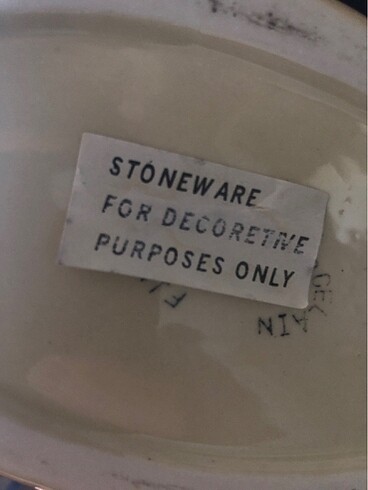 STONEWARE
FOR DECORETIVE
PURPOSES ONLY